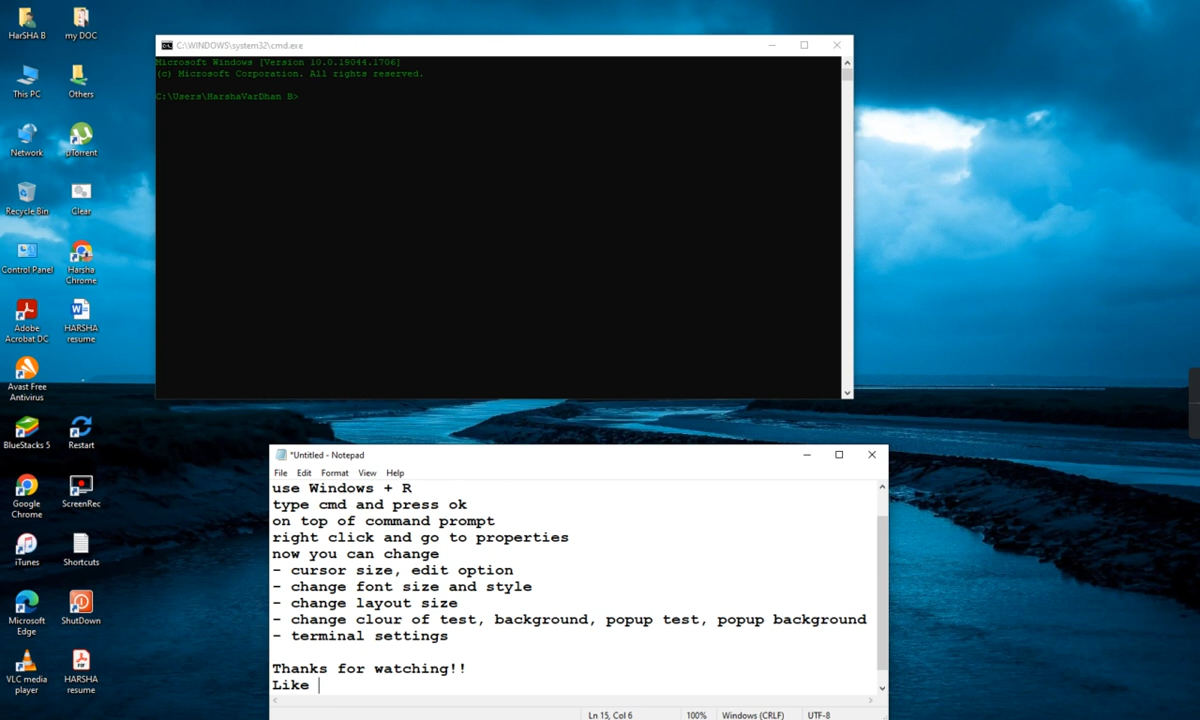 HarSHA B
my DOC
This PC
Others
Network
µTorrent
Recycle Bin
Clear
Control Panel
Harsha
Chrome
Adobe
Acrobat DC
HARSHA
resume
Avast Free
Antivirus
BlueStacks 5
Restart
Google
Chrome
ScreenRec
iTunes
Shortcuts
Microsoft
Edge
ShutDown
VLC media
player
HARSHA
resume
C:\WINDOWS\system32\cmd.exe
Microsoft Windows [Version 10.0.19044.1706]
(c) Microsoft Corporation. All rights reserved.
C:\Users\HarshaVarDhan B>
*Untitled - Notepad
File Edit Format View Help
use Windows + R
type cmd and press ok
on top of command prompt
right click and go to properties
now you can change
- cursor size, edit option
- change font size and style
- change layout size
- change clour of test, background, popup test, popup background
- terminal settings
Thanks for watching!!
Like
Ln 15, Col 6 100% Windows (CRLF) UTF-8